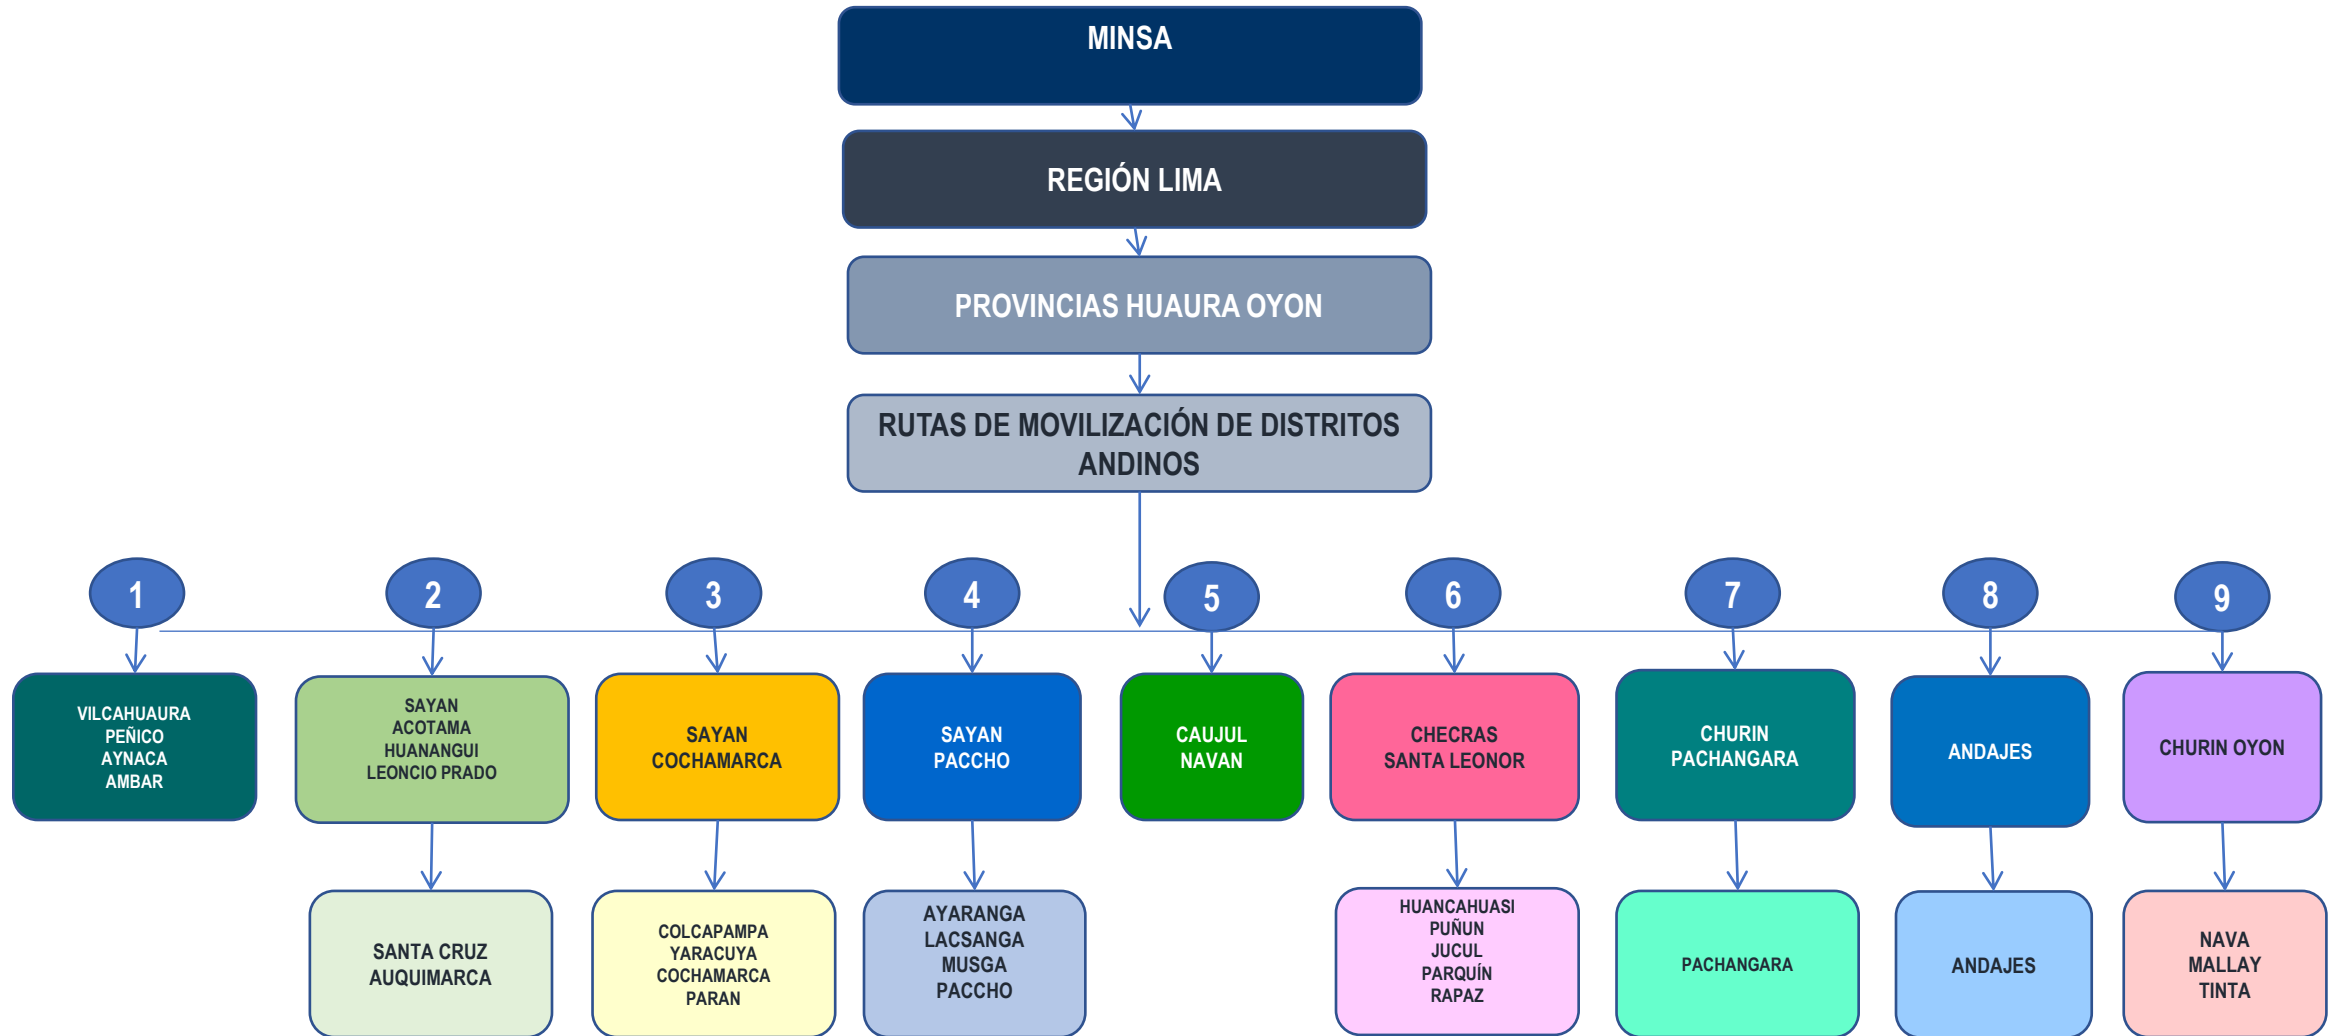 MINSA
REGIÓN LIMA
PROVINCIAS HUAURA OYON
RUTAS DE MOVILIZACIÓN DE DISTRITOS
ANDINOS
1
2
3
4
5
6
7
8
9
VILCAHUAURA
PEÑICO
AYNACA
AMBAR
SAYAN
ACOTAMA
HUANANGUI
LEONCIO PRADO
SAYAN
COCHAMARCA
SAYAN
PACCHO
CAUJUL
NAVAN
CHECRAS
SANTA LEONOR
CHURIN
PACHANGARA
ANDAJES
CHURIN OYON
SANTA CRUZ
AUQUIMARCA
COLCAPAMPA
YARACUYA
COCHAMARCA
PARAN
AYARANGA
LACSANGA
MUSGA
PACCHO
HUANCAHUASI
PUÑUN
JUCUL
PARQUÍN
RAPAZ
PACHANGARA
ANDAJES
NAVA
MALLAY
TINTA